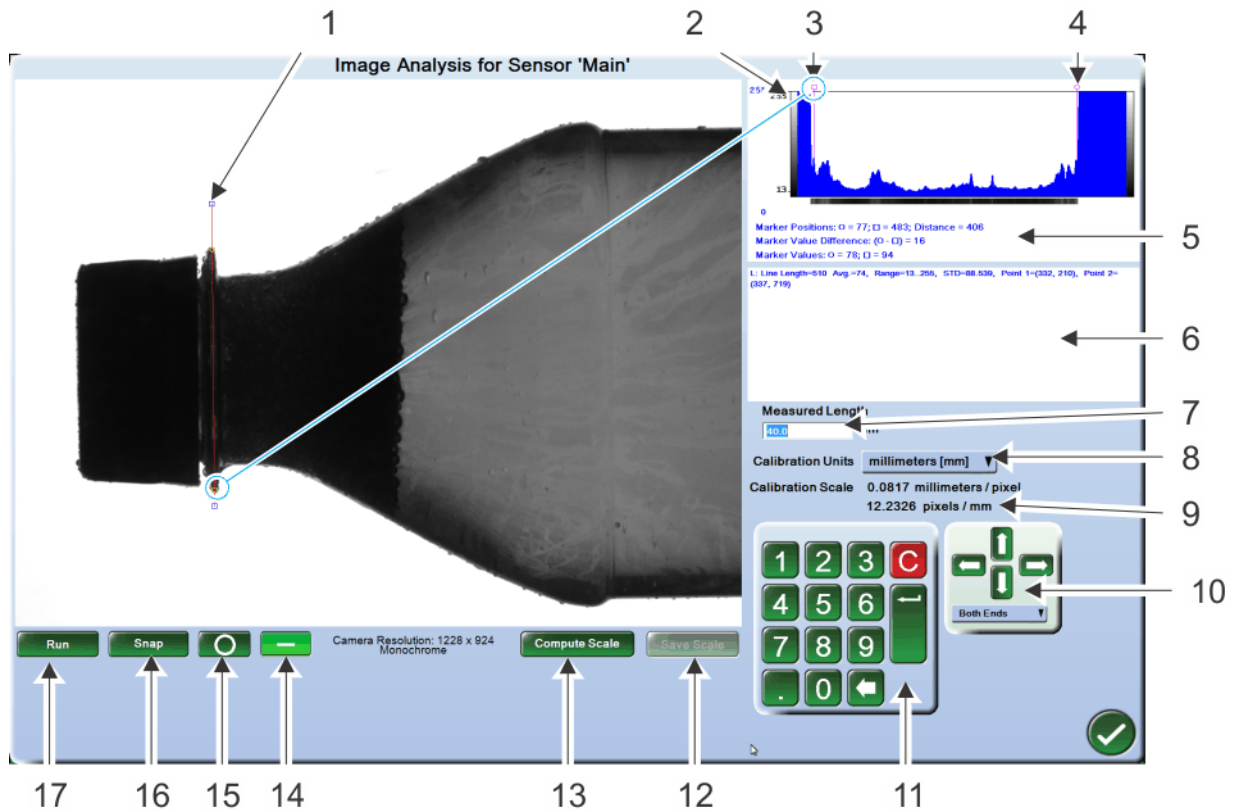 1 2 3 4
Image Analysis for Sensor 'Main'
255
13.
0
Marker Positions: O = 77; □ = 483; Distance = 406
Marker Value Difference: (O - □) = 16
Marker Values: O = 78; □ = 94
5
L: Line Length=510 Avg.=74, Range=13..255, STD=88.539, Point 1=(332, 210), Point 2=
(337, 719)
6
Measured Length
7
40.0
Calibration Units millimeters [mm]
8
Calibration Scale 0.0817 millimeters / pixel
12.2326 pixels / mm
9
1 2 3 C
4 5 6
7 8 9
. 0
10
Both Ends
Run Snap Camera Resolution: 1228 x 924 Compute Scale Save Scale
Monochrome
17 16 15 14 13 12 11